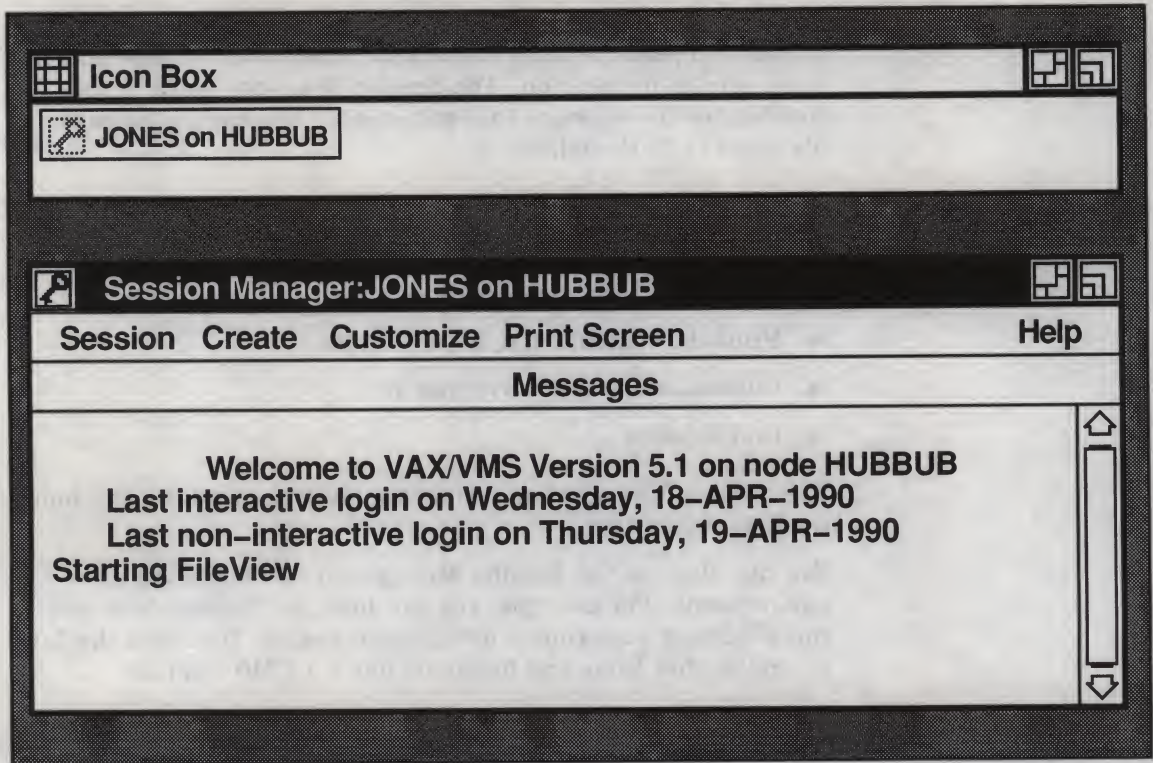 Icon Box
JONES on HUBBUB
Session Manager:JONES on HUBBUB
Session Create Customize Print Screen Help
Messages
Welcome to VAX/VMS Version 5.1 on node HUBBUB
Last interactive login on Wednesday, 18–APR–1990
Last non–interactive login on Thursday, 19–APR–1990
Starting FileView